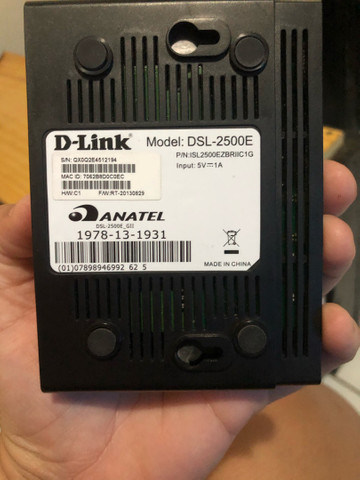 D-Link
Model: DSL-2500E
S/N: QX0Q2E4512194
P/N:ISL2500EZBRIIC1G
Input: 5V⎓1A
MAC ID: 7062B8D0C0EC
H/W:C1 F/W:RT-20130829
ANATEL
DSL-2500E_GII
1978-13-1931
(01)07898946992 62 5
MADE IN CHINA